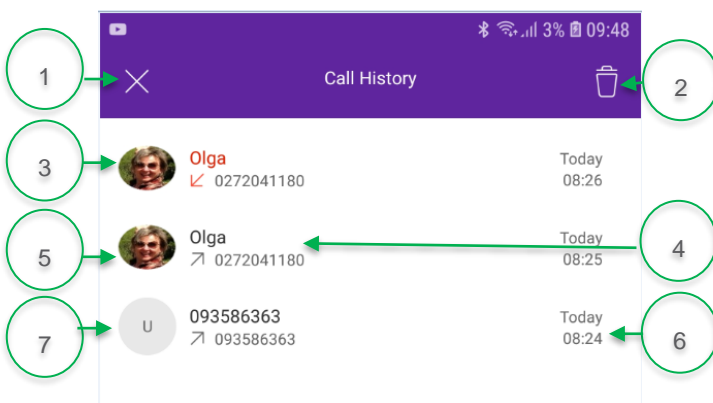 3% 09:48
1
Call History
2
3
Olga
0272041180
Today
08:26
5
Olga
0272041180
Today
08:25
4
7
U
093586363
093586363
Today
08:24
6